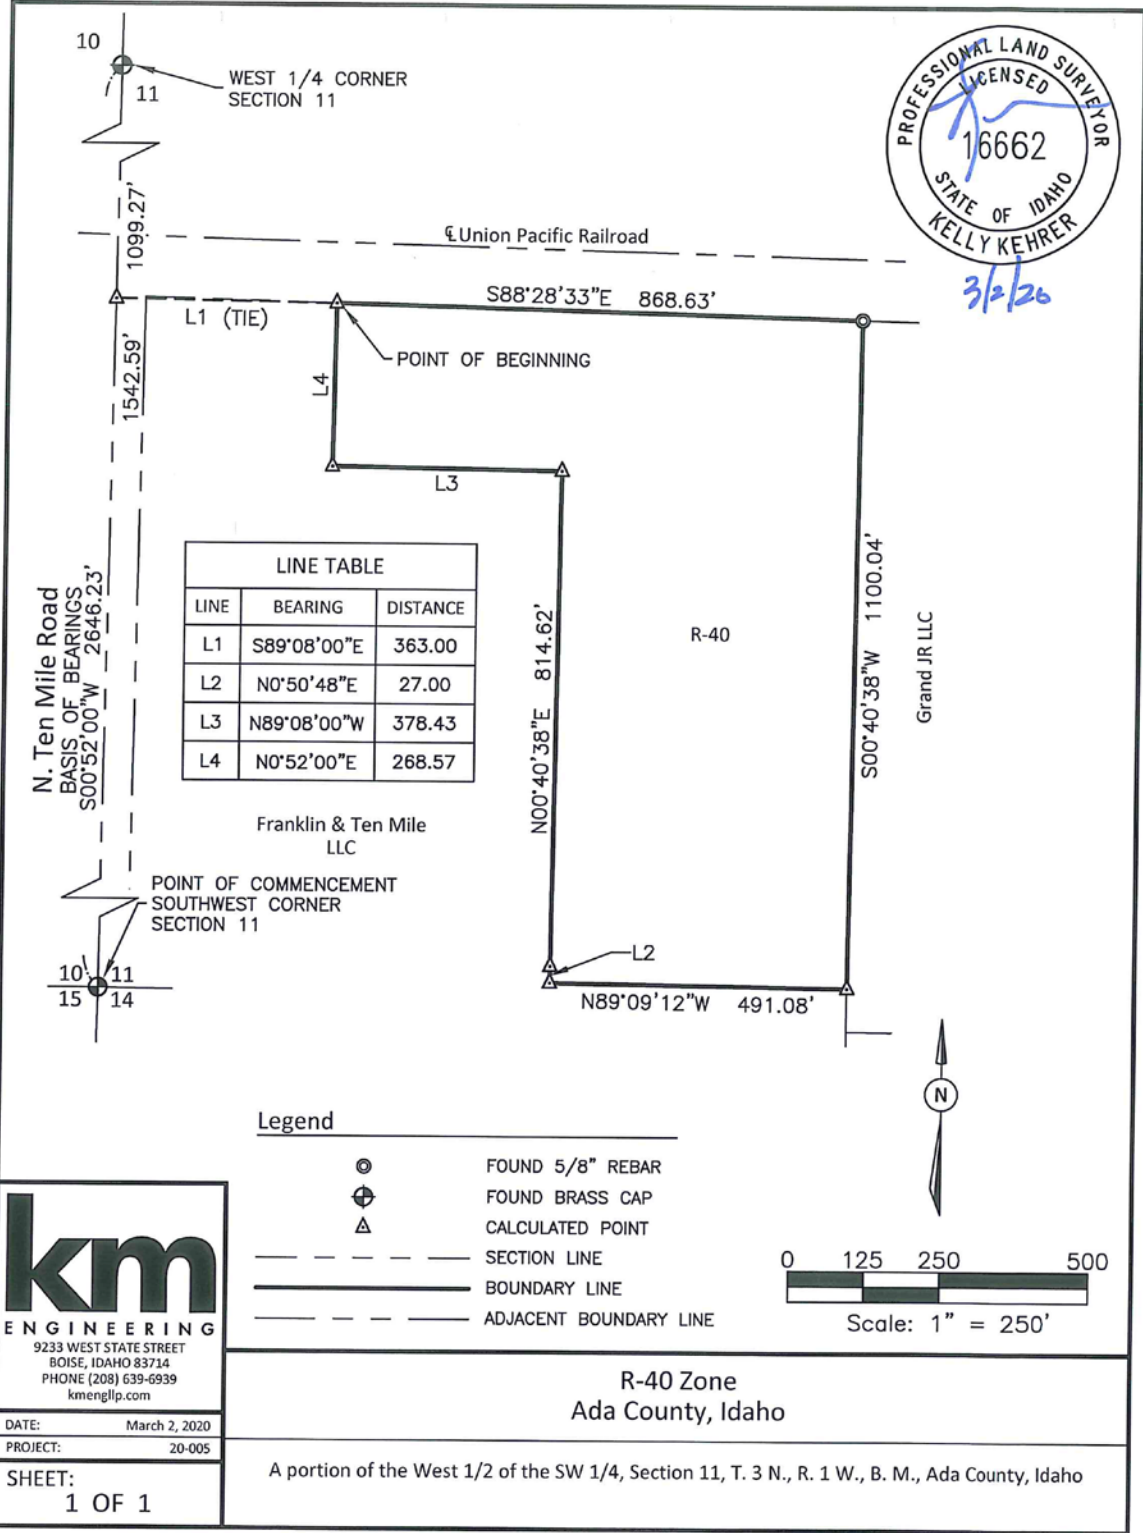 10
11
WEST 1/4 CORNER
SECTION 11
PROFESSIONAL LAND SURVEYOR
LICENSED
16662
STATE OF IDAHO
KELLY KEHRER
3/2/20
1099.27'
℄ Union Pacific Railroad
S88°28'33"E 868.63'
L1 (TIE)
POINT OF BEGINNING
1542.59'
L4
L3
LINE TABLE
LINE BEARING DISTANCE
L1 S89°08'00"E 363.00
L2 N0°50'48"E 27.00
L3 N89°08'00"W 378.43
L4 N0°52'00"E 268.57
N. Ten Mile Road
BASIS OF BEARINGS
S00°52'00"W 2646.23'
N00°40'38"E 814.62'
R-40
S00°40'38"W 1100.04'
Grand JR LLC
Franklin & Ten Mile
LLC
POINT OF COMMENCEMENT
SOUTHWEST CORNER
SECTION 11
10 11
15 14
L2
N89°09'12"W 491.08'
N
Legend
FOUND 5/8" REBAR
FOUND BRASS CAP
CALCULATED POINT
SECTION LINE
BOUNDARY LINE
ADJACENT BOUNDARY LINE
0 125 250 500
Scale: 1" = 250'
km
ENGINEERING
9233 WEST STATE STREET
BOISE, IDAHO 83714
PHONE (208) 639-6939
kmengllp.com
DATE: March 2, 2020
PROJECT: 20-005
SHEET:
1 OF 1
R-40 Zone
Ada County, Idaho
A portion of the West 1/2 of the SW 1/4, Section 11, T. 3 N., R. 1 W., B. M., Ada County, Idaho